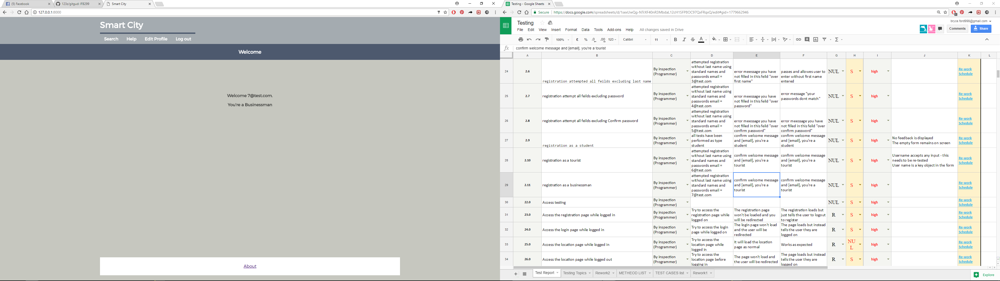 (5) Facebook
123z/gitgud: IFB299
Smart City
127.0.0.1:8000
Smart City
Search Help Edit Profile Log out
Welcome
Welcome 7@test.com.
You're a Businessman
About
Testing - Google Sheets
Secure https://docs.google.com/spreadsheets/d/1sexUwQg-NTrXF40nR3MbdaL12cH1SFP8OC97QxFRqxQ/edit#gid=1779662946
Testing
bryce.ford998@gmail.com
File Edit View Insert Format Data Tools Add-ons Help All changes saved in Drive
Comments Share
100% £ % .0 .00 123 Calibri 11 B I S A
fx confirm welcome message and [email], you're a tourist
A B C D E F G H I J K L
24 2.6
registration attempted all feilds excluding last name
By inspection
(Programmer)
attempted registration
without last name using
standard names and
passwords email =
3@test.com
error meessage you have
not filled in this feild "over
first name"
passes and allowes user to
enter without first name
entered
NUL S high
Re-work
Schedule
25 2.7
registration attempt all feilds excluding password
By inspection
(Programmer)
attempted registration
without last name using
standard names and
passwords email =
4@test.com
error meessage you have
not filled in this feild "over
password"
error message "your
passwords dont match"
NUL S high
Re-work
Schedule
26 2.8
registration attempt all feilds excluding Confirm password
By inspection
(Programmer)
attempted registration
without last name using
standard names and
passwords email =
5@test.com
error meessage you have
not filled in this feild "over
confirm password"
error meessage you have
not filled in this feild "over
confirm password"
NUL S high
Re-work
Schedule
27 2.9
registration as a student
By inspection
(Programmer)
all tests have been
performed as type
student
confirm welcome message
and [email], you're a
student
confirm welcome message
and [email], you're a
student
NUL S high
No feedback is displayed
The empty form remains on screen
Re-work
Schedule
28 2.10
registration as a tourist
By inspection
(Programmer)
attempted registration
without last name using
standard names and
passwords email =
6@test.com
confirm welcome message
and [email], you're a
tourist
confirm welcome message
and [email], you're a
tourist
NUL S high
Username accepts any input - this
needs to be re-tested
User name is a key object in the form
Re-work
Schedule
29 2.11
registration as a businessman
By inspection
(Programmer)
attempted registration
without last name using
standard names and
passwords email =
7@test.com
confirm welcome message
and [email], you're a
tourist
confirm welcome message
and [email], you're a
tourist
NUL S high
Re-work
Schedule
30 22.0
Access testing
By inspection
(Programmer)
NUL S high
Re-work
Schedule
31 23.0
Access the registration page while logged in
By inspection
(Programmer)
Try to access the
registration page while
logged on
The registration page
won't be loaded and you
will be redirected
The registration loads but
just tells the user to logout
to register
R S high
Re-work
Schedule
32 24.0
Access the login page while logged in
By inspection
(Programmer)
Try to access the login
page while logged on
The login page won't load
and the user will be
redirected
The page loads but instead
tells the user they are
logged on
R S high
Re-work
Schedule
33 25.0
Access the location page while logged in
By inspection
(Programmer)
Try to access the
location page while
logged in
It will load the location
page as normal
Works as expected
R
NU
L
high
Re-work
Schedule
34 26.0
Access the location page while logged out
By inspection
(Programmer)
Try to access the
location page before
logging in
The page won't load and
the user will be redirected
The page loads but instead
tells the user they are
logged on
R S high
Re-work
Schedule
Test Report Testing Topics Rework2 METHEOD LIST TEST CASES list Rework1
Explore